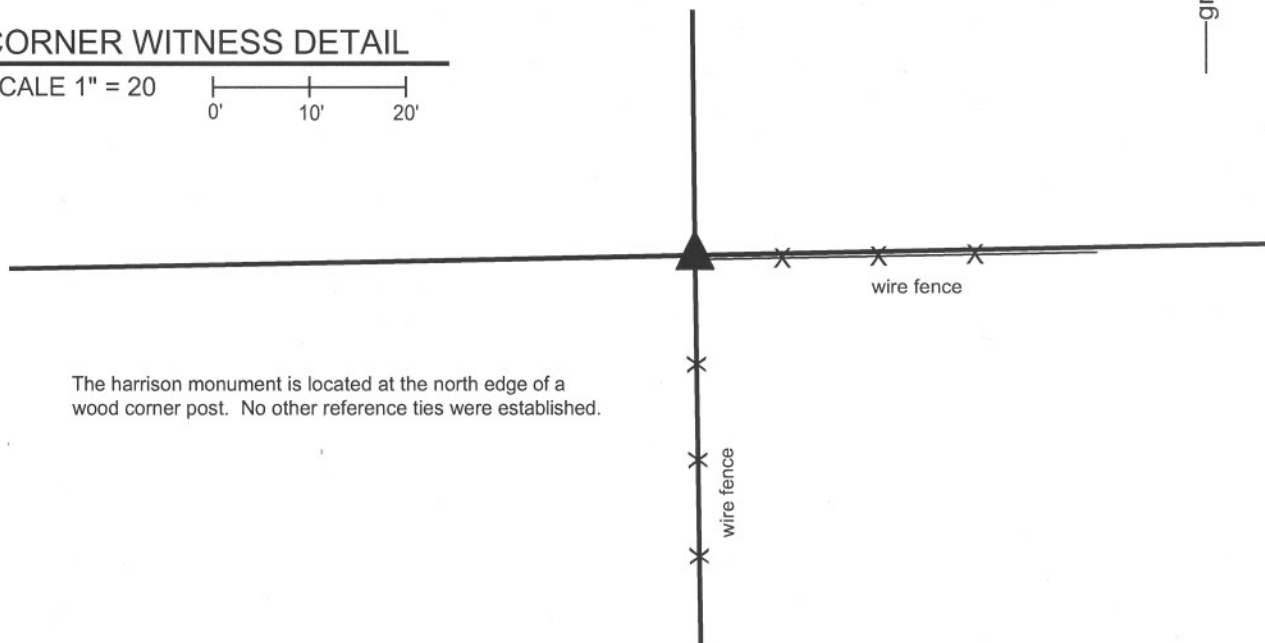 CORNER WITNESS DETAIL
SCALE 1" = 20
0' 10' 20'
wire fence
The harrison monument is located at the north edge of a
wood corner post. No other reference ties were established.
wire fence